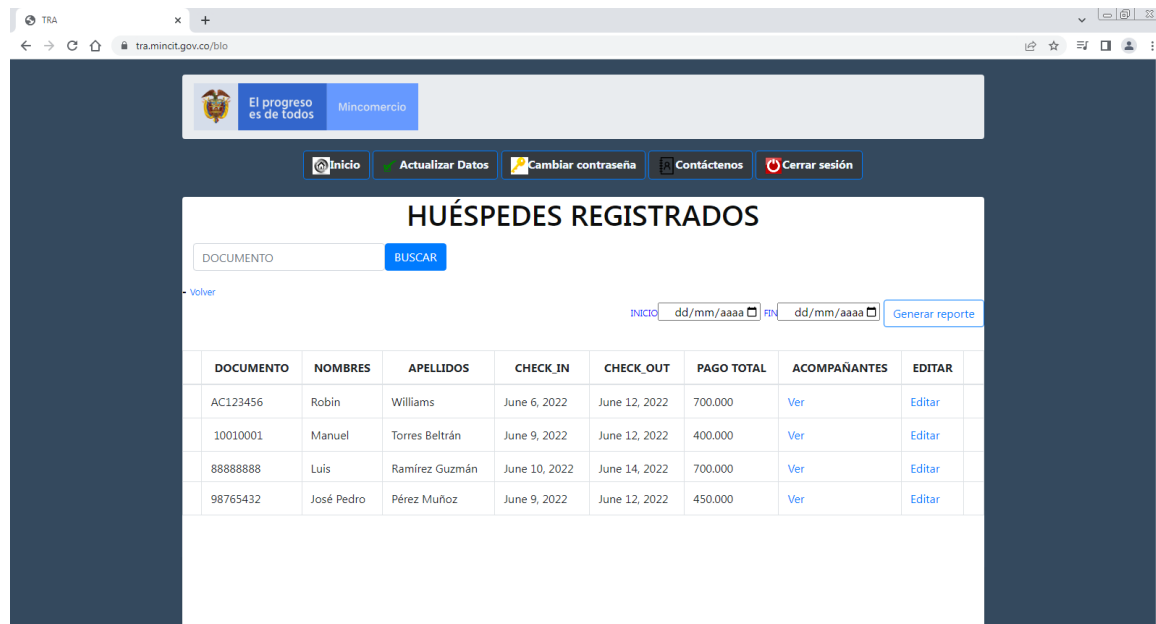 TRA
tra.mincit.gov.co/blo
El progreso
es de todos
Mincomercio
Inicio
Actualizar Datos
Cambiar contraseña
Contáctenos
Cerrar sesión
HUÉSPEDES REGISTRADOS
DOCUMENTO
BUSCAR
- Volver
INICIO dd/mm/aaaa FIN dd/mm/aaaa Generar reporte
DOCUMENTO NOMBRES APELLIDOS CHECK_IN CHECK_OUT PAGO TOTAL ACOMPAÑANTES EDITAR
AC123456 Robin Williams June 6, 2022 June 12, 2022 700.000 Ver Editar
10010001 Manuel Torres Beltrán June 9, 2022 June 12, 2022 400.000 Ver Editar
88888888 Luis Ramírez Guzmán June 10, 2022 June 14, 2022 700.000 Ver Editar
98765432 José Pedro Pérez Muñoz June 9, 2022 June 12, 2022 450.000 Ver Editar